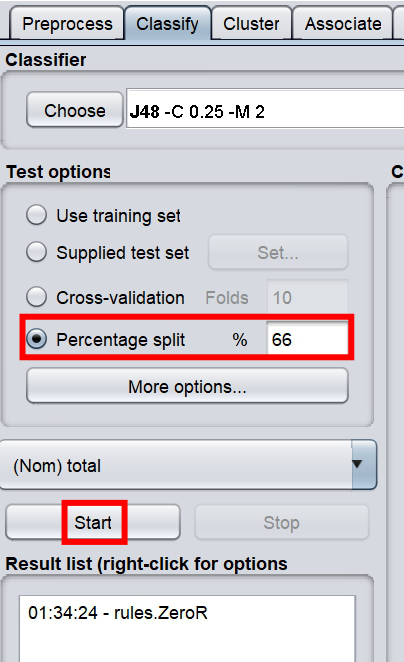 Preprocess Classify Cluster Associate
Classifier
Choose J48 -C 0.25 -M 2
Test options C
Use training set
Supplied test set Set...
Cross-validation Folds 10
Percentage split % 66
More options...
(Nom) total
Start Stop
Result list (right-click for options
01:34:24 - rules.ZeroR